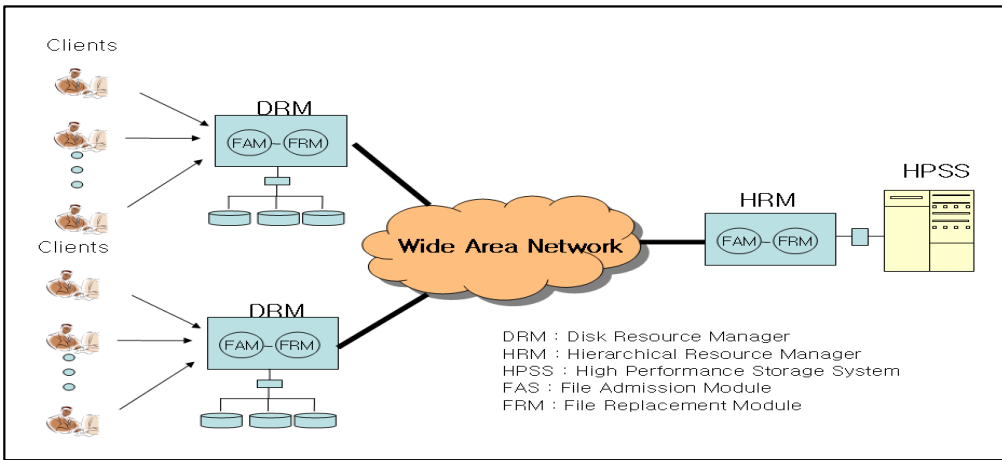 Clients
DRM
FAM
FRM
Clients
DRM
FAM
FRM
Wide Area Network
HRM
FAM
FRM
HPSS
DRM : Disk Resource Manager
HRM : Hierarchical Resource Manager
HPSS : High Performance Storage System
FAS : File Admission Module
FRM : File Replacement Module